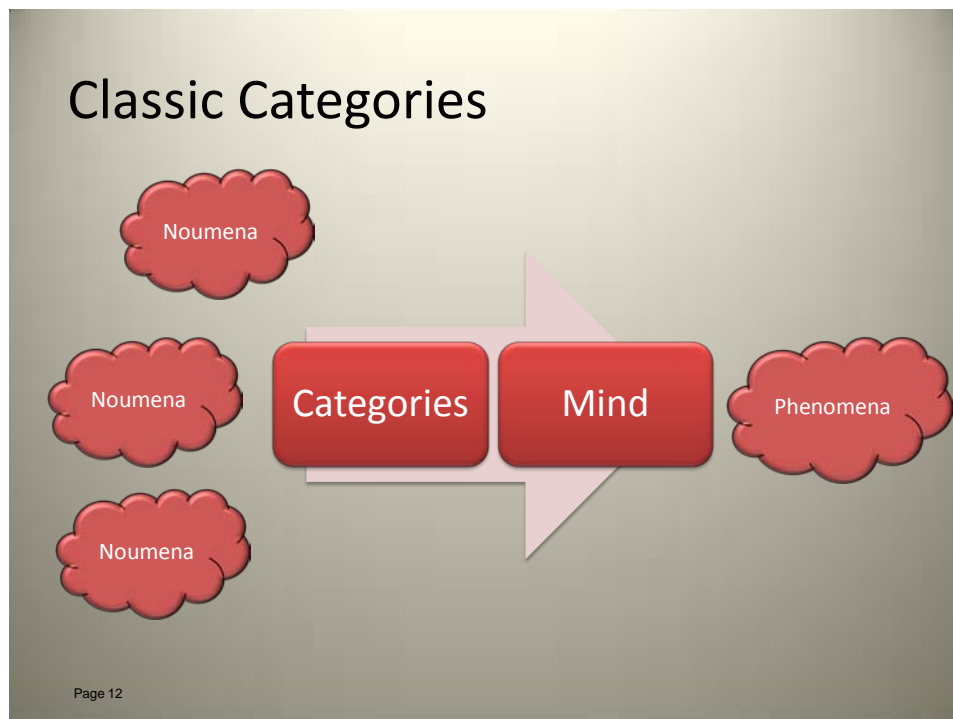 Classic Categories
Noumena
Noumena
Categories
Mind
Phenomena
Noumena
Page 12